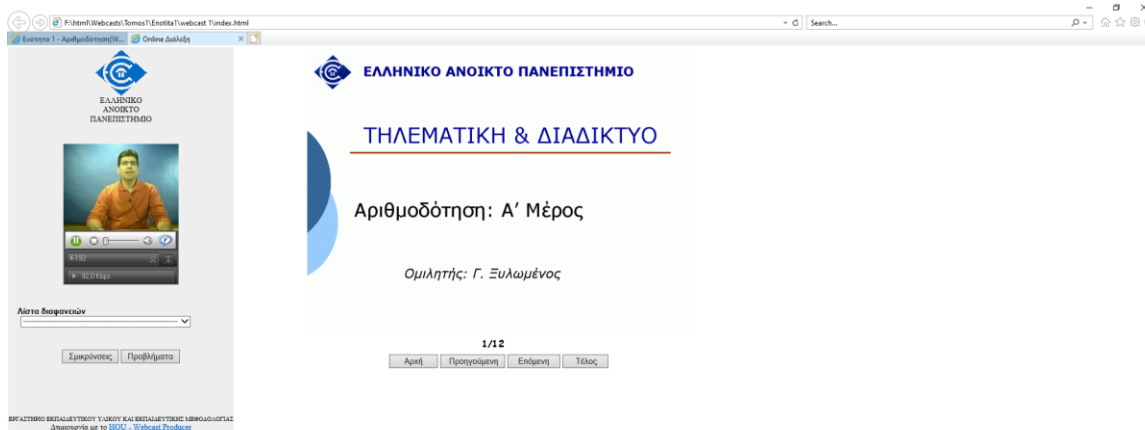 F:\html\Webcasts\Tomos1\Enotita1\webcast 1\index.html
Search...
Ενότητα 1 - Αριθμοδότηση(W...
Online Διάλεξη
ΕΛΛΗΝΙΚΟ
ΑΝΟΙΚΤΟ
ΠΑΝΕΠΙΣΤΗΜΙΟ
4192
92,0 Kbps
Λίστα διαφανειών
Σμικρύνσεις
Προβλήματα
ΕΡΓΑΣΤΗΡΙΟ ΕΚΠΑΙΔΕΥΤΙΚΟΥ ΥΛΙΚΟΥ ΚΑΙ ΕΚΠΑΙΔΕΥΤΙΚΗΣ ΜΕΘΟΔΟΛΟΓΙΑΣ
Δημιουργία με το HOU - Webcast Producer
ΕΛΛΗΝΙΚΟ ΑΝΟΙΚΤΟ ΠΑΝΕΠΙΣΤΗΜΙΟ
ΤΗΛΕΜΑΤΙΚΗ & ΔΙΑΔΙΚΤΥΟ
Αριθμοδότηση: Α’ Μέρος
Ομιλητής: Γ. Ξυλωμένος
1/12
Αρχή
Προηγούμενη
Επόμενη
Τέλος